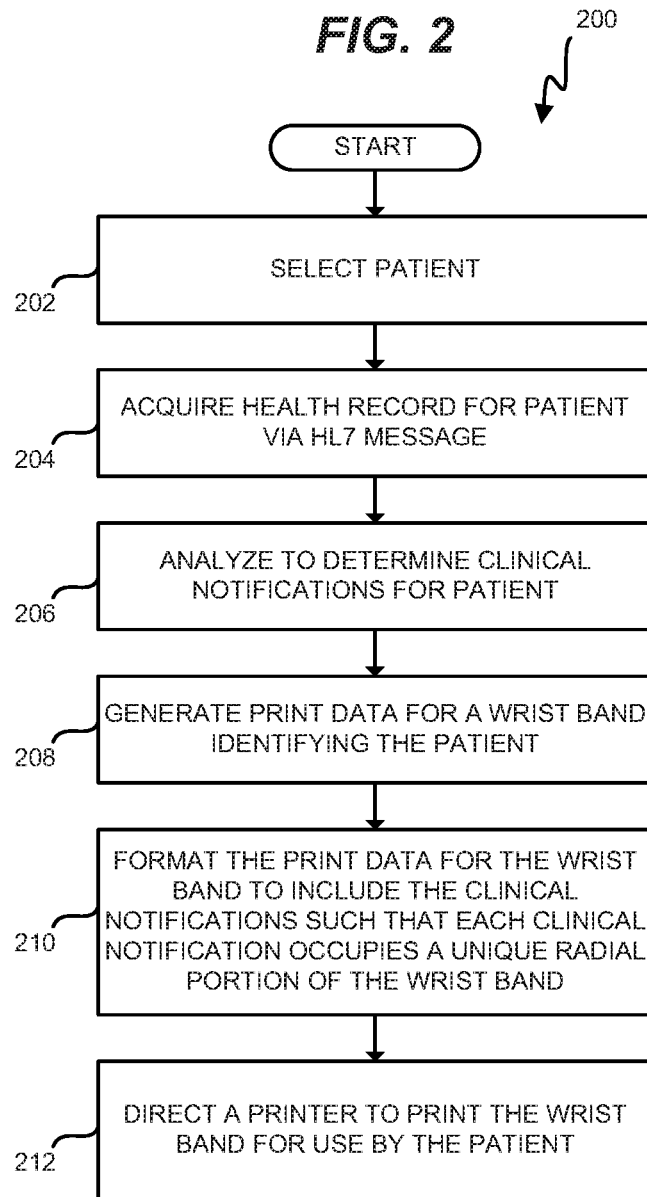 FIG. 2
200
START
SELECT PATIENT
202
ACQUIRE HEALTH RECORD FOR PATIENT
VIA HL7 MESSAGE
204
ANALYZE TO DETERMINE CLINICAL
NOTIFICATIONS FOR PATIENT
206
GENERATE PRINT DATA FOR A WRIST BAND
IDENTIFYING THE PATIENT
208
FORMAT THE PRINT DATA FOR THE WRIST
BAND TO INCLUDE THE CLINICAL
NOTIFICATIONS SUCH THAT EACH CLINICAL
NOTIFICATION OCCUPIES A UNIQUE RADIAL
PORTION OF THE WRIST BAND
210
DIRECT A PRINTER TO PRINT THE WRIST
BAND FOR USE BY THE PATIENT
212